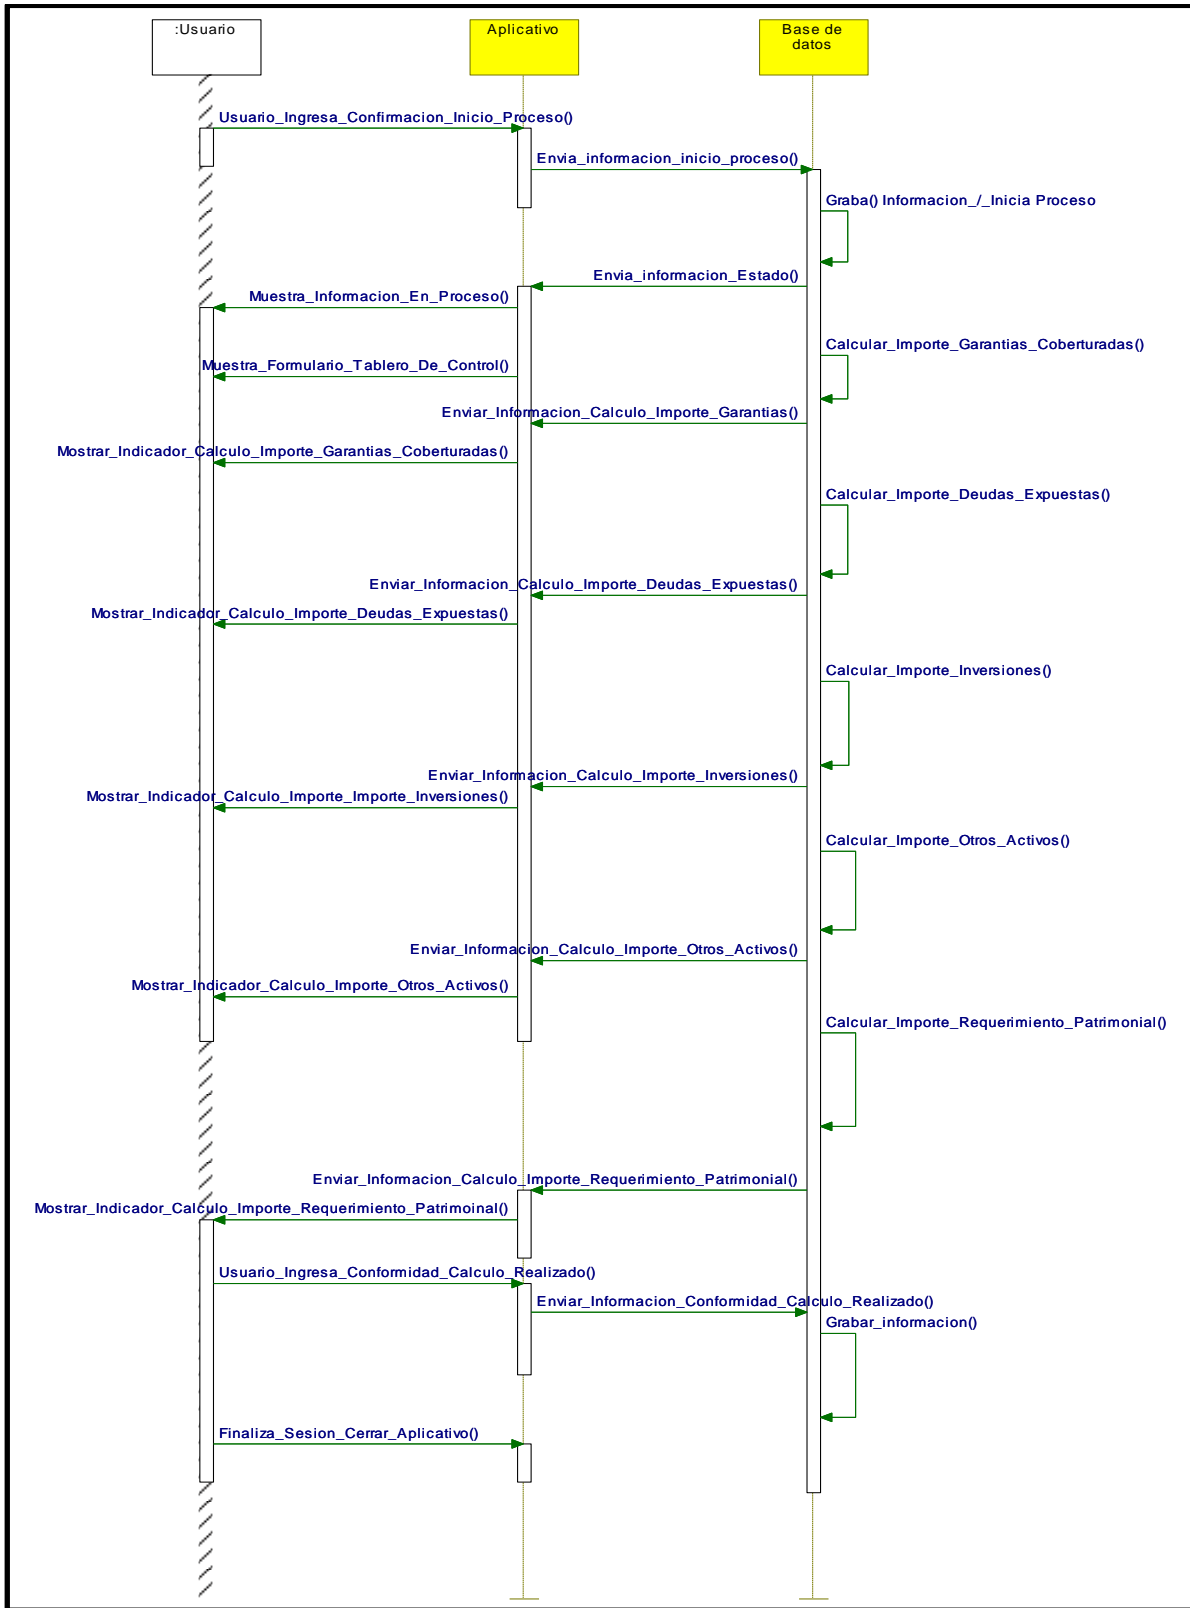 :Usuario
Aplicativo
Base de
datos
Usuario_Ingresa_Confirmacion_Inicio_Proceso()
Envia_informacion_inicio_proceso()
Graba() Informacion_/_Inicia Proceso
Envia_informacion_Estado()
Muestra_Informacion_En_Proceso()
Calcular_Importe_Garantias_Coberturadas()
Muestra_Formulario_Tablero_De_Control()
Enviar_Informacion_Calculo_Importe_Garantias()
Mostrar_Indicador_Calculo_Importe_Garantias_Coberturadas()
Calcular_Importe_Deudas_Expuestas()
Enviar_Informacion_Calculo_Importe_Deudas_Expuestas()
Mostrar_Indicador_Calculo_Importe_Deudas_Expuestas()
Calcular_Importe_Inversiones()
Enviar_Informacion_Calculo_Importe_Inversiones()
Mostrar_Indicador_Calculo_Importe_Importe_Inversiones()
Calcular_Importe_Otros_Activos()
Enviar_Informacion_Calculo_Importe_Otros_Activos()
Mostrar_Indicador_Calculo_Importe_Otros_Activos()
Calcular_Importe_Requerimiento_Patrimonial()
Enviar_Informacion_Calculo_Importe_Requerimiento_Patrimonial()
Mostrar_Indicador_Calculo_Importe_Requerimiento_Patrimoinal()
Usuario_Ingresa_Conformidad_Calculo_Realizado()
Enviar_Informacion_Conformidad_Calculo_Realizado()
Grabar_informacion()
Finaliza_Sesion_Cerrar_Aplicativo()